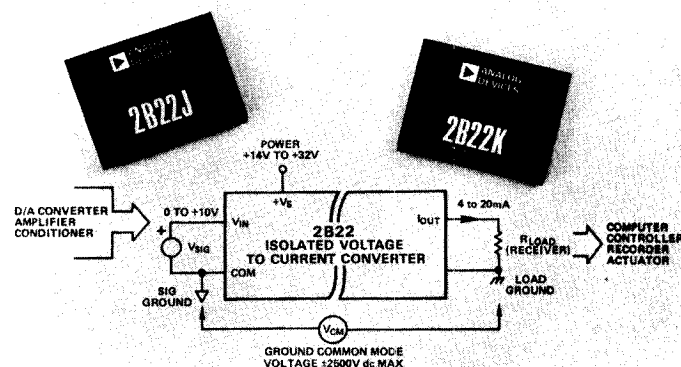 ANALOG
DEVICES
2B22J
ANALOG
DEVICES
2B22K
POWER
+14V TO +32V
+VS
D/A CONVERTER
AMPLIFIER
CONDITIONER
0 TO +10V
+
VSIG
VIN
COM
2B22
ISOLATED VOLTAGE
TO CURRENT CONVERTER
IOUT
4 to 20mA
RLOAD
(RECEIVER)
COMPUTER
CONTROLLER
RECORDER
ACTUATOR
SIG
GROUND
LOAD
GROUND
VCM
GROUND COMMON MODE
VOLTAGE ±2500V dc MAX